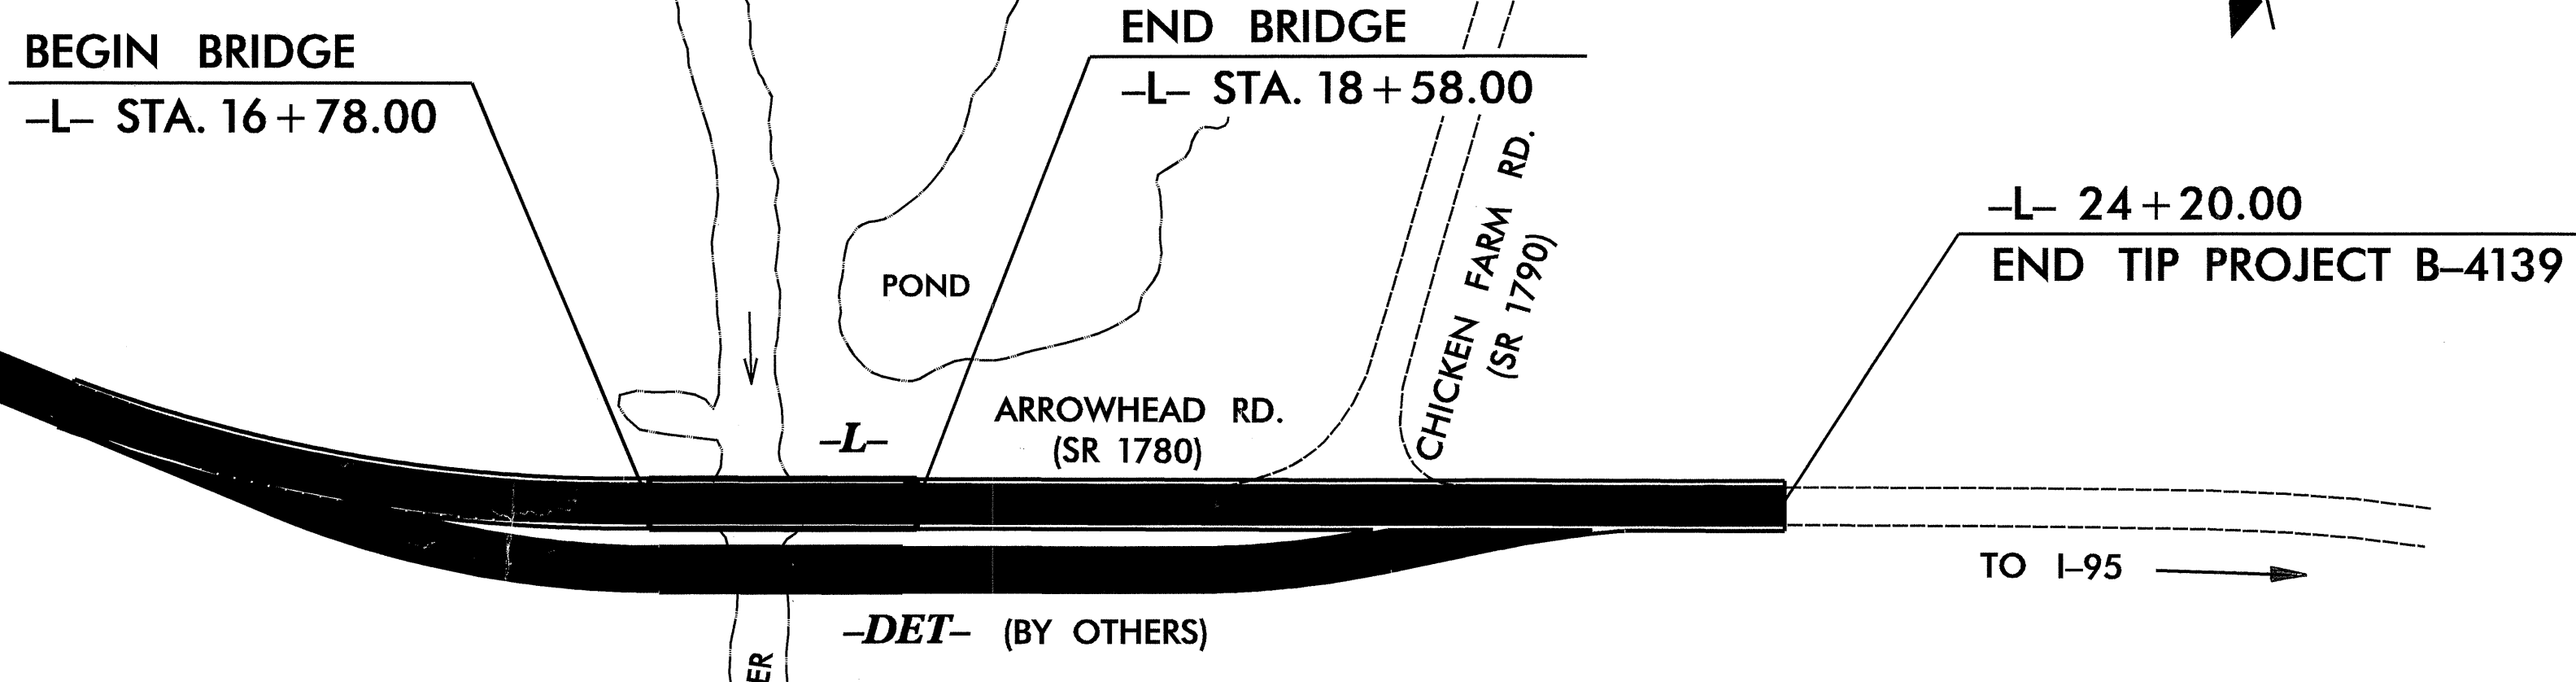 BEGIN BRIDGE
–L– STA. 16+78.00
END BRIDGE
–L– STA. 18+58.00
CHICKEN FARM RD.
(SR 1790)
–L– 24+20.00
END TIP PROJECT B–4139
POND
ARROWHEAD RD.
(SR 1780)
–L–
TO I–95
–DET– (BY OTHERS)